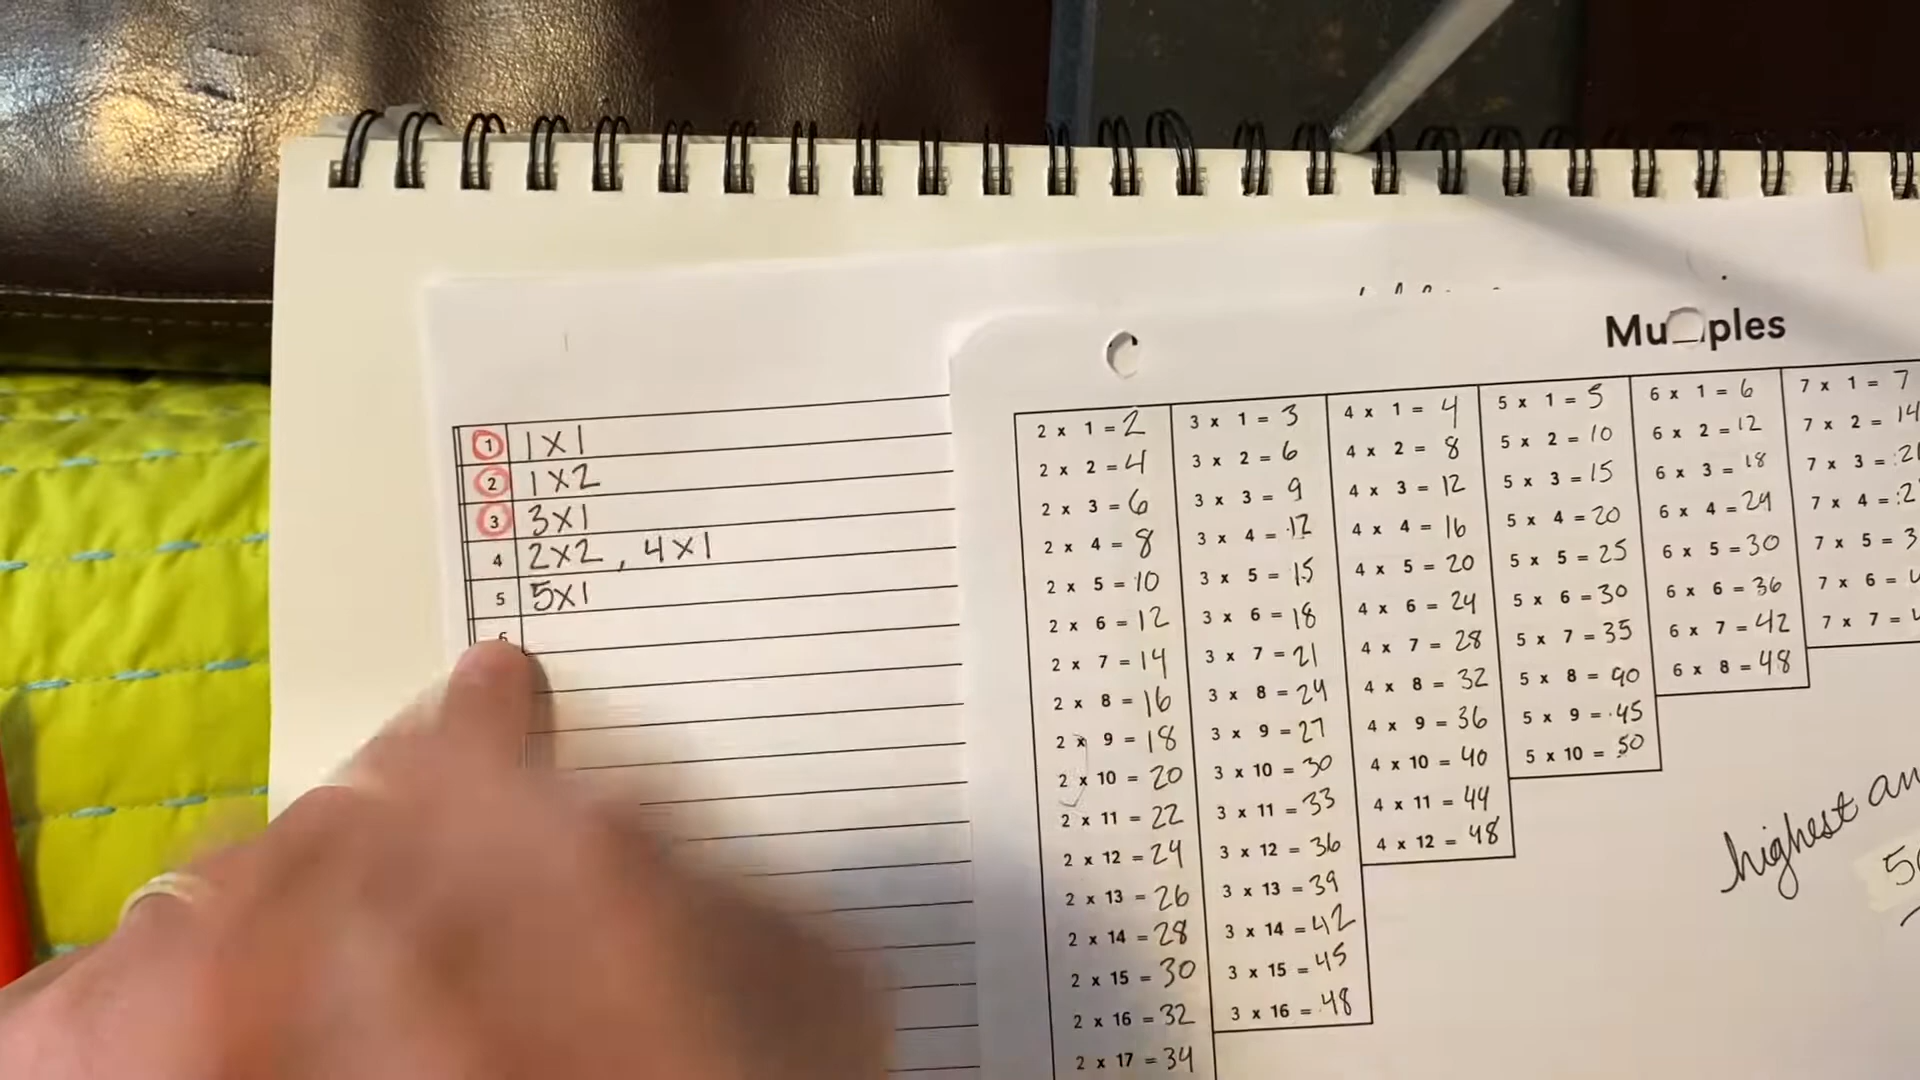 Mu ples
1 1x1
2 1x2
3 3x1
4 2x2 , 4x1
5 5x1
6
2 x 1 = 2
2 x 2 = 4
2 x 3 = 6
2 x 4 = 8
2 x 5 = 10
2 x 6 = 12
2 x 7 = 14
2 x 8 = 16
2 x 9 = 18
2 x 10 = 20
2 x 11 = 22
2 x 12 = 24
2 x 13 = 26
2 x 14 = 28
2 x 15 = 30
2 x 16 = 32
2 x 17 = 34
3 x 1 = 3
3 x 2 = 6
3 x 3 = 9
3 x 4 = 12
3 x 5 = 15
3 x 6 = 18
3 x 7 = 21
3 x 8 = 24
3 x 9 = 27
3 x 10 = 30
3 x 11 = 33
3 x 12 = 36
3 x 13 = 39
3 x 14 = 42
3 x 15 = 45
3 x 16 = 48
4 x 1 = 4
4 x 2 = 8
4 x 3 = 12
4 x 4 = 16
4 x 5 = 20
4 x 6 = 24
4 x 7 = 28
4 x 8 = 32
4 x 9 = 36
4 x 10 = 40
4 x 11 = 44
4 x 12 = 48
5 x 1 = 5
5 x 2 = 10
5 x 3 = 15
5 x 4 = 20
5 x 5 = 25
5 x 6 = 30
5 x 7 = 35
5 x 8 = 40
5 x 9 = 45
5 x 10 = 50
6 x 1 = 6
6 x 2 = 12
6 x 3 = 18
6 x 4 = 24
6 x 5 = 30
6 x 6 = 36
6 x 7 = 42
6 x 8 = 48
7 x 1 = 7
7 x 2 = 14
7 x 3 = 21
7 x 4 = 2
7 x 5 = 3
7 x 6 =
7 x 7 =
highest an
5